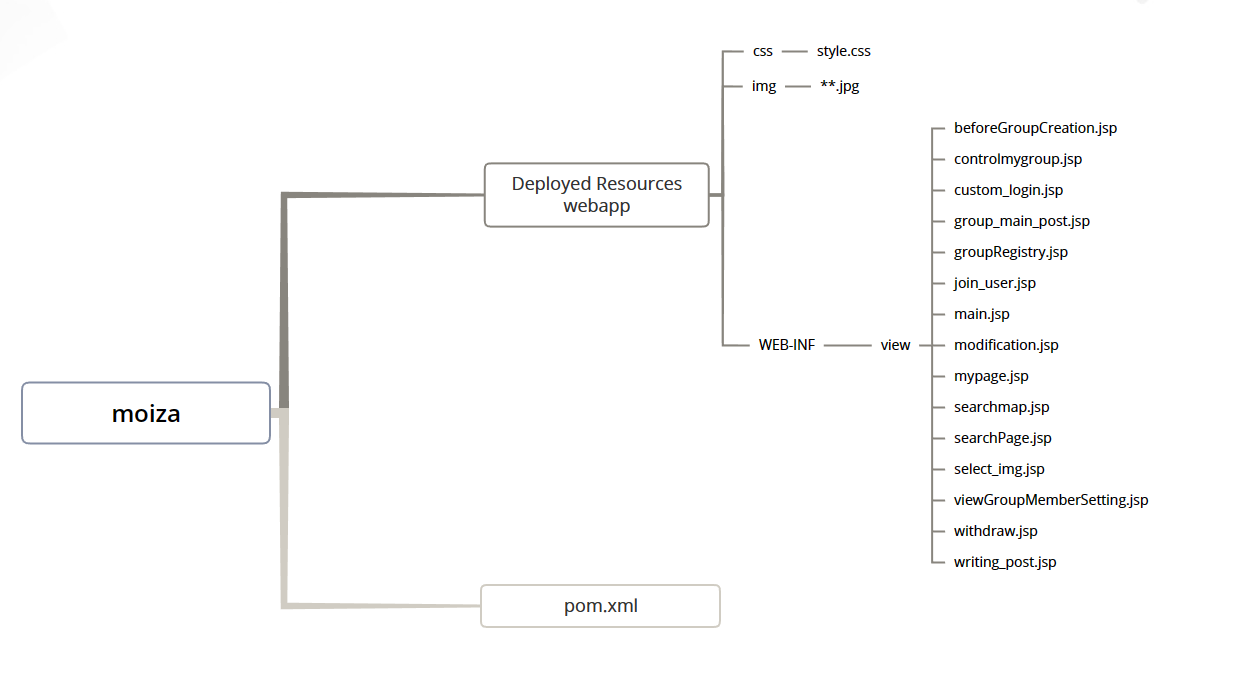 moiza
Deployed Resources
webapp
css
style.css
img
**.jpg
WEB-INF
view
beforeGroupCreation.jsp
controlmygroup.jsp
custom_login.jsp
group_main_post.jsp
groupRegistry.jsp
join_user.jsp
main.jsp
modification.jsp
mypage.jsp
searchmap.jsp
searchPage.jsp
select_img.jsp
viewGroupMemberSetting.jsp
withdraw.jsp
writing_post.jsp
pom.xml